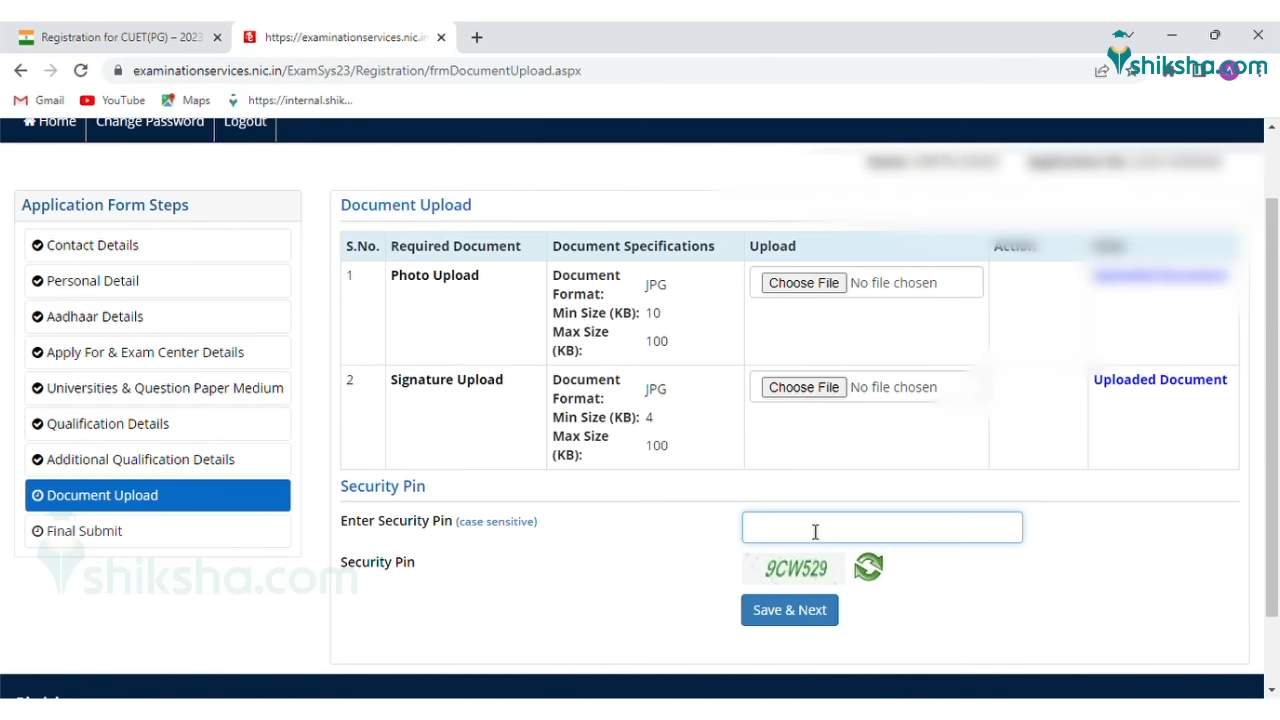 Registration for CUET(PG) – 2023
https://examinationservices.nic.in
examinationservices.nic.in/ExamSys23/Registration/frmDocumentUpload.aspx
shiksha.com
Gmail YouTube Maps https://internal.shik...
Home Change Password Logout
Application Form Steps
Contact Details
Personal Detail
Aadhaar Details
Apply For & Exam Center Details
Universities & Question Paper Medium
Qualification Details
Additional Qualification Details
Document Upload
Final Submit
shiksha.com
Document Upload
S.No. Required Document Document Specifications Upload
1 Photo Upload Document Format: JPG
Min Size (KB): 10
Max Size (KB): 100
Choose File No file chosen
2 Signature Upload Document Format: JPG
Min Size (KB): 4
Max Size (KB): 100
Choose File No file chosen
Uploaded Document
Security Pin
Enter Security Pin (case sensitive)
Security Pin 9CW529
Save & Next